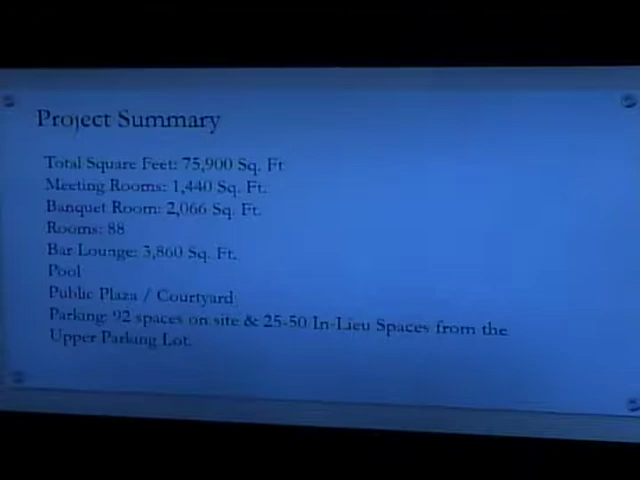 Project Summary
Total Square Feet: 75,900 Sq. Ft
Meeting Rooms: 1,440 Sq. Ft.
Banquet Room: 2,066 Sq. Ft.
Rooms: 88
Bar Lounge: 3,860 Sq. Ft.
Pool
Public Plaza / Courtyard
Parking: 92 spaces on site & 25-50 In-Lieu Spaces from the
Upper Parking Lot.